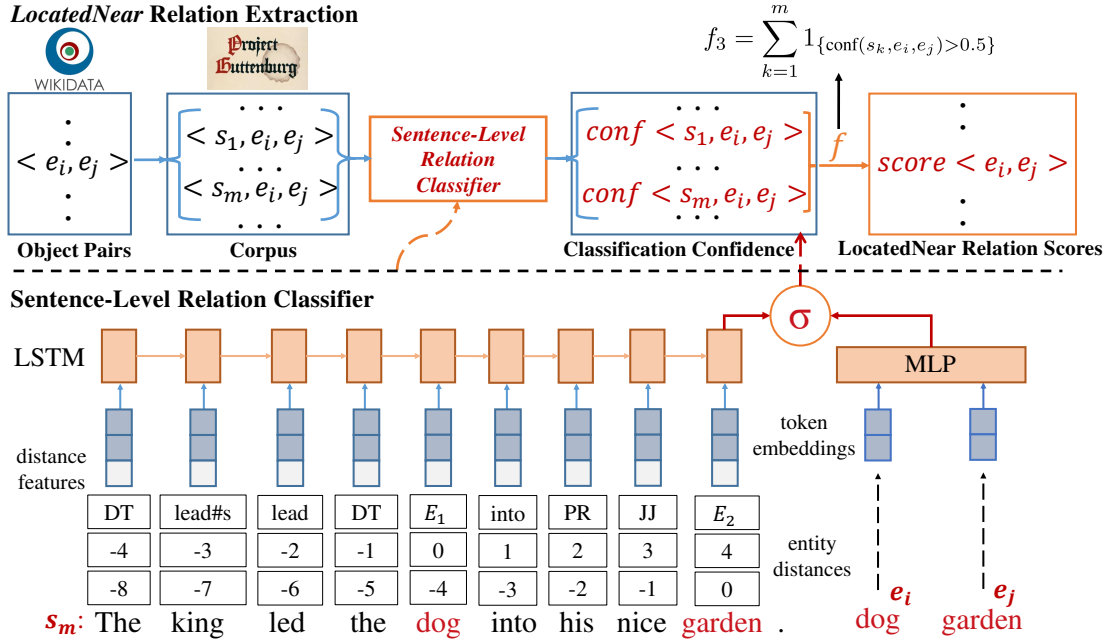 LocatedNear Relation Extraction
WIKIDATA
Project
Guttenburg
f₃ = ∑ᵐₖ₌₁ 1_{conf(s_k,e_i,e_j)>0.5}
< e_i, e_j >
Object Pairs
. . .
< s_1, e_i, e_j >
. . .
< s_m, e_i, e_j >
. . .
Corpus
Sentence-Level
Relation
Classifier
. . .
conf < s_1, e_i, e_j >
. . .
conf < s_m, e_i, e_j >
. . .
Classification Confidence
f
score < e_i, e_j >
LocatedNear Relation Scores
Sentence-Level Relation Classifier
σ
LSTM
MLP
distance
features
token
embeddings
DT lead#s lead DT E_1 into PR JJ E_2
-4 -3 -2 -1 0 1 2 3 4
-8 -7 -6 -5 -4 -3 -2 -1 0
entity
distances
s_m: The king led the dog into his nice garden .
e_i e_j
dog garden